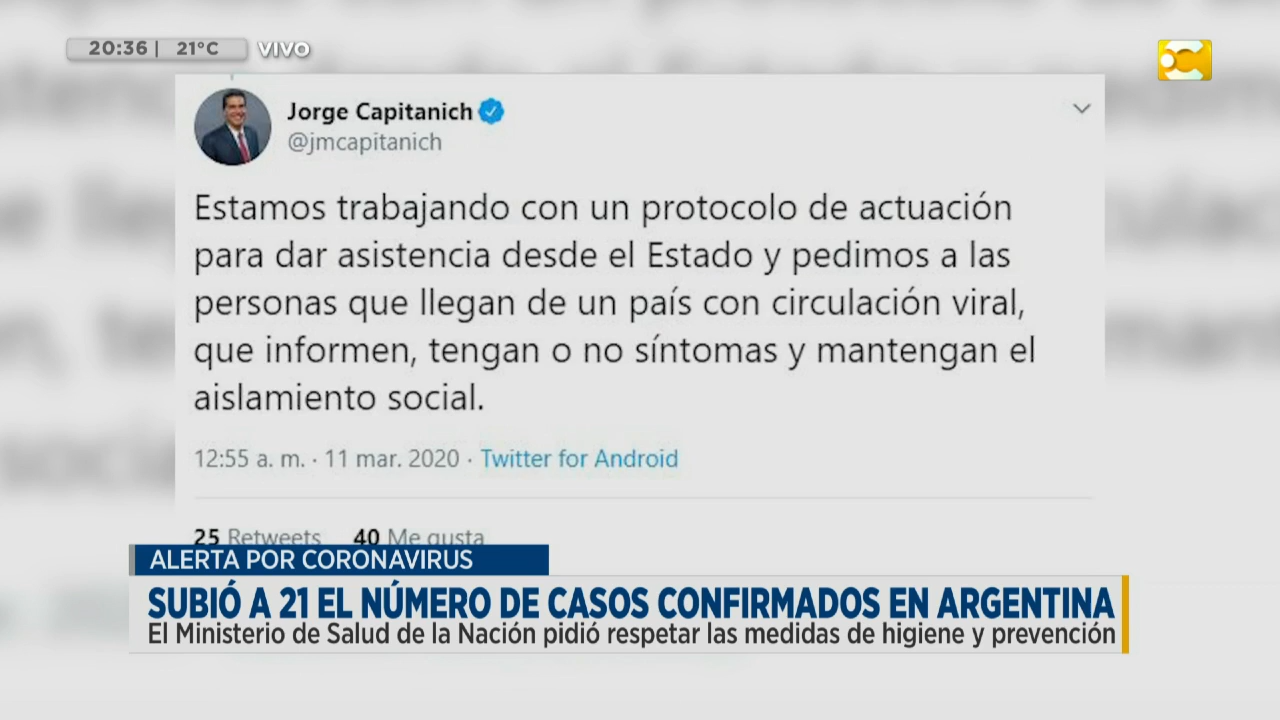 20:36 | 21°C VIVO
Jorge Capitanich
@jmcapitanich
Estamos trabajando con un protocolo de actuación
para dar asistencia desde el Estado y pedimos a las
personas que llegan de un país con circulación viral,
que informen, tengan o no síntomas y mantengan el
aislamiento social.
12:55 a. m. · 11 mar. 2020 · Twitter for Android
25 Retweets 40 Me gusta
ALERTA POR CORONAVIRUS
SUBIÓ A 21 EL NÚMERO DE CASOS CONFIRMADOS EN ARGENTINA
El Ministerio de Salud de la Nación pidió respetar las medidas de higiene y prevención